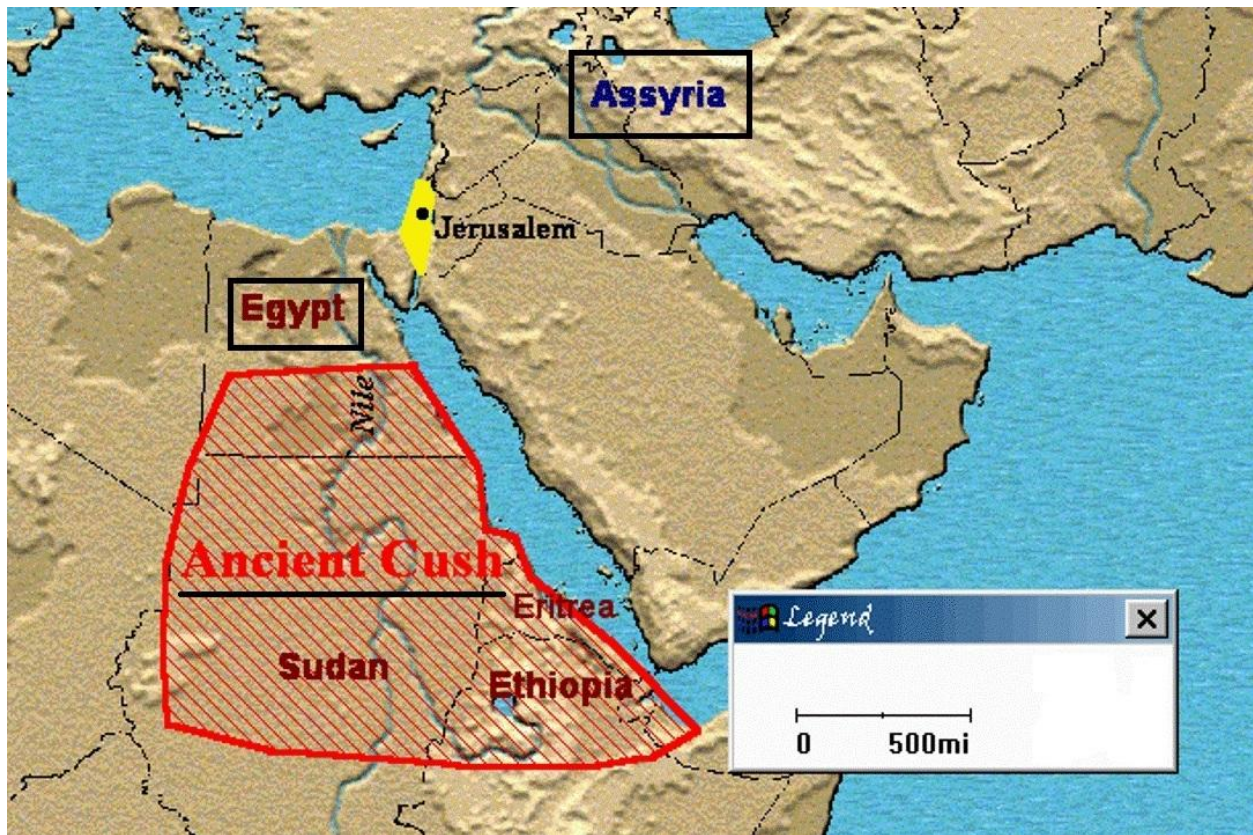 Assyria
Jerusalem
Egypt
Nile
Ancient Cush
Eritrea
Sudan
Ethiopia
Legend
0 500mi